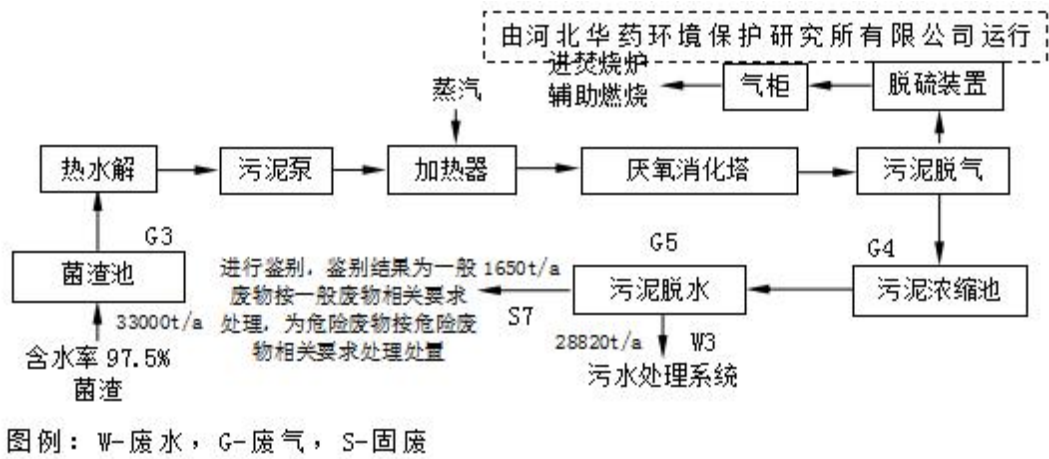 由河北华药环境保护研究所有限公司运行
进焚烧炉
辅助燃烧
气柜
脱硫装置
蒸汽
热水解
污泥泵
加热器
厌氧消化塔
污泥脱气
G3
G5
G4
菌渣池
进行鉴别，鉴别结果为一般
废物按一般废物相关要求
处理，为危险废物按危险废
物相关要求处理处置
1650t/a
S7
污泥脱水
污泥浓缩池
33000t/a
28820t/a
W3
含水率97.5%
菌渣
污水处理系统
图例：W-废水，G-废气，S-固废